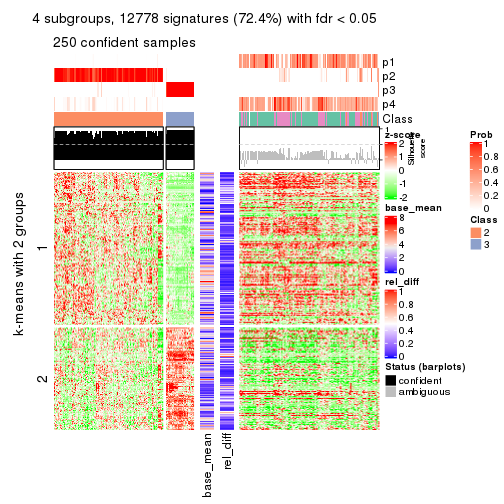 4 subgroups, 12778 signatures (72.4%) with fdr < 0.05
250 confident samples
p1
p2
p3
p4
Class
1
Silhouette
score
z-score
2
1
0
-1
-2
base_mean
8
6
4
2
0
rel_diff
1
0.8
0.6
0.4
0.2
0
Status (barplots)
confident
ambiguous
Prob
1
0.8
0.6
0.4
0.2
0
Class
2
3
k-means with 2 groups
1
2
base_mean
rel_diff